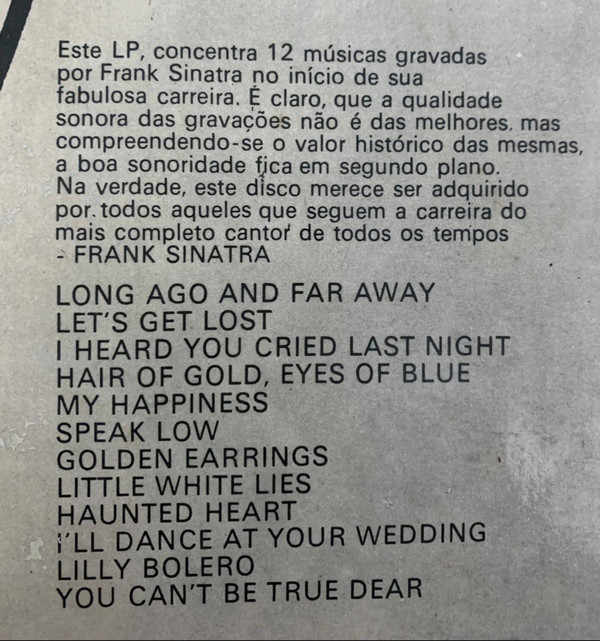 Este LP, concentra 12 músicas gravadas
por Frank Sinatra no início de sua
fabulosa carreira. É claro, que a qualidade
sonora das gravações não é das melhores, mas
compreendendo-se o valor histórico das mesmas,
a boa sonoridade fica em segundo plano.
Na verdade, este disco merece ser adquirido
por todos aqueles que seguem a carreira do
mais completo cantor de todos os tempos
- FRANK SINATRA
LONG AGO AND FAR AWAY
LET'S GET LOST
I HEARD YOU CRIED LAST NIGHT
HAIR OF GOLD, EYES OF BLUE
MY HAPPINESS
SPEAK LOW
GOLDEN EARRINGS
LITTLE WHITE LIES
HAUNTED HEART
I'LL DANCE AT YOUR WEDDING
LILLY BOLERO
YOU CAN'T BE TRUE DEAR